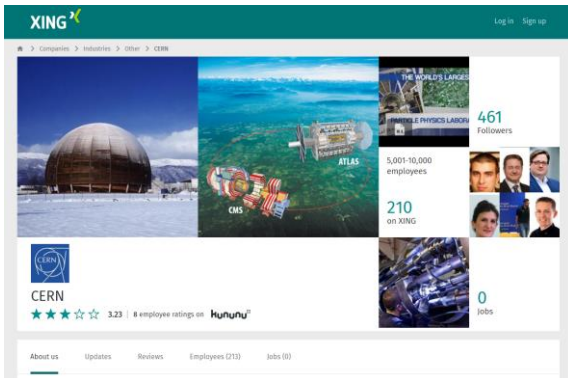 XING
Log in Sign up
> Companies > Industries > Other > CERN
THE WORLD'S LARGES
PARTICLE PHYSICS LABORA
461
Followers
ATLAS
CMS
5,001-10,000
employees
210
on XING
CERN
CERN
3.23 | 8 employee ratings on kununu
0
Jobs
About us Updates Reviews Employees (213) Jobs (0)